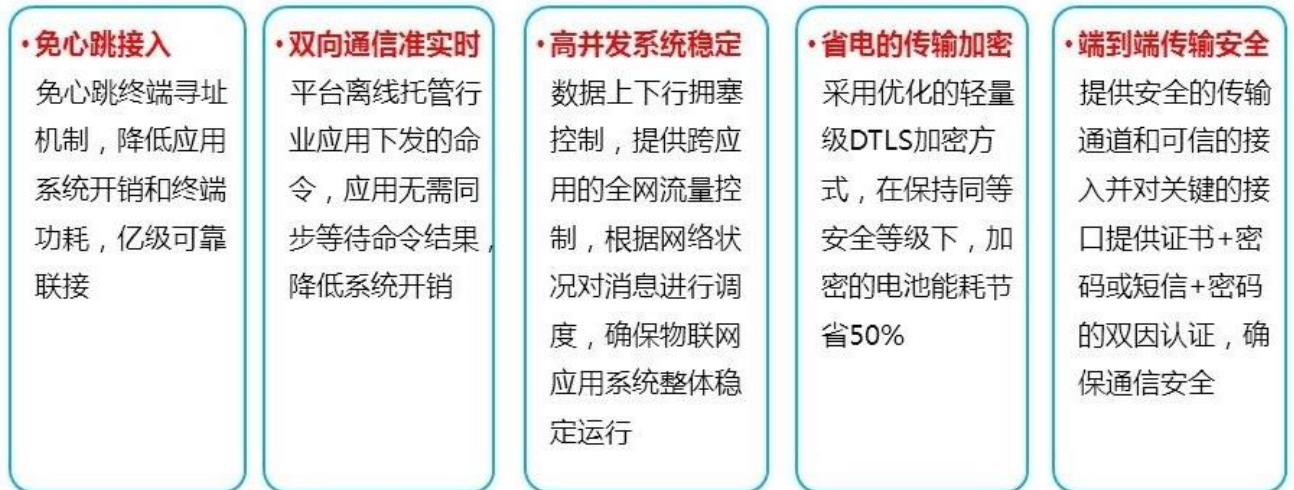 ·免心跳接入
免心跳终端寻址
机制，降低应用
系统开销和终端
功耗，亿级可靠
联接
·双向通信准实时
平台离线托管行
业应用下发的命
令，应用无需同
步等待命令结果，
降低系统开销
·高并发系统稳定
数据上下行拥塞
控制，提供跨应
用的全网流量控
制，根据网络状
况对消息进行调
度，确保物联网
应用系统整体稳
定运行
·省电的传输加密
采用优化的轻量
级DTLS加密方
式，在保持同等
安全等级下，加
密的电池能耗节
省50%
·端到端传输安全
提供安全的传输
通道和可信的接
入并对关键的接
口提供证书+密
码或短信+密码
的双因认证，确
保通信安全